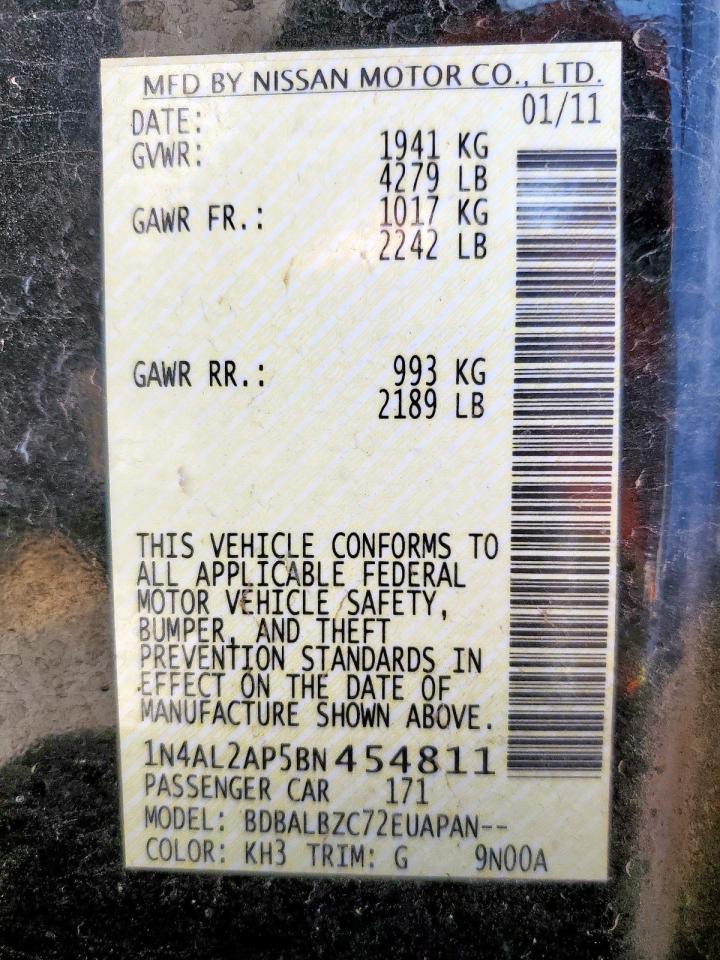 MFD BY NISSAN MOTOR CO., LTD.
DATE: 01/11
GVWR: 1941 KG
4279 LB
GAWR FR.: 1017 KG
2242 LB
GAWR RR.: 993 KG
2189 LB
THIS VEHICLE CONFORMS TO
ALL APPLICABLE FEDERAL
MOTOR VEHICLE SAFETY,
BUMPER, AND THEFT
PREVENTION STANDARDS IN
EFFECT ON THE DATE OF
MANUFACTURE SHOWN ABOVE.
1N4AL2AP5BN454811
PASSENGER CAR 171
MODEL: BDBALBZC72EUAPAN--
COLOR: KH3 TRIM: G 9N00A